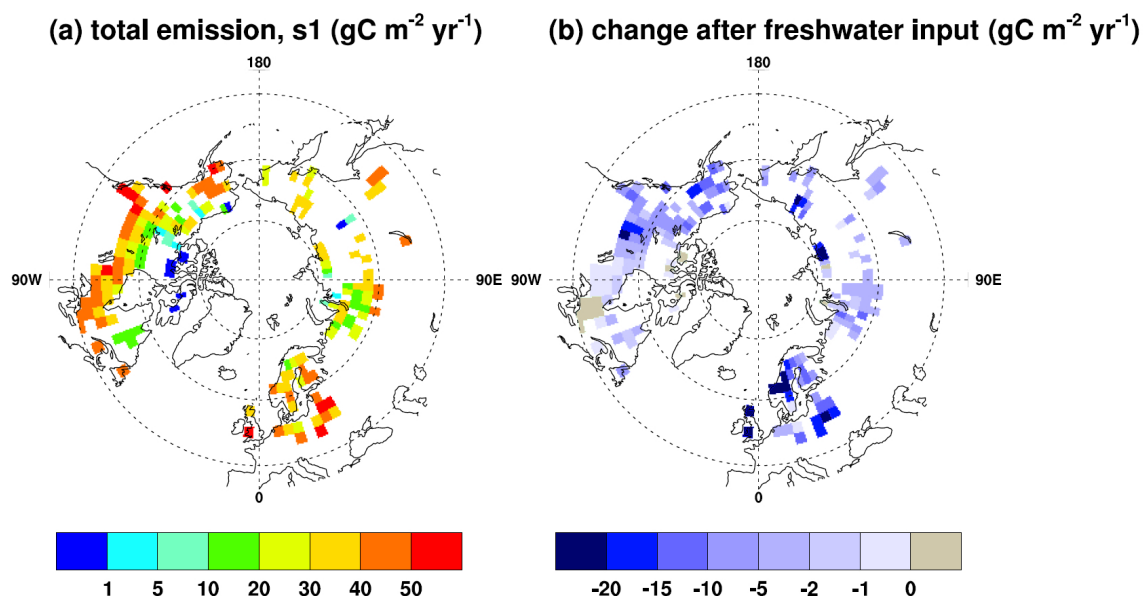 (a) total emission, s1 (gC m⁻² yr⁻¹)
(b) change after freshwater input (gC m⁻² yr⁻¹)
180
180
90W
90E
90W
90E
0
0
1 5 10 20 30 40 50
-20 -15 -10 -5 -2 -1 0